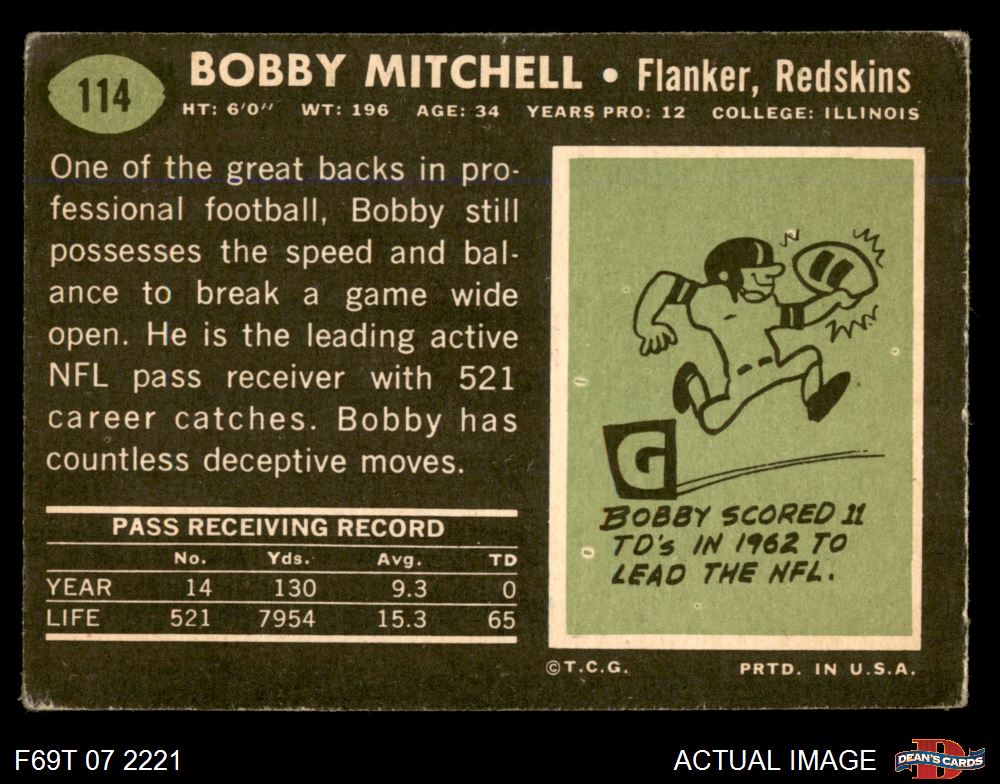 114
BOBBY MITCHELL • Flanker, Redskins
HT: 6'0" WT: 196 AGE: 34 YEARS PRO: 12 COLLEGE: ILLINOIS
One of the great backs in pro-
fessional football, Bobby still
possesses the speed and bal-
ance to break a game wide
open. He is the leading active
NFL pass receiver with 521
career catches. Bobby has
countless deceptive moves.
PASS RECEIVING RECORD
No. Yds. Avg. TD
YEAR 14 130 9.3 0
LIFE 521 7954 15.3 65
G
BOBBY SCORED 11
TD's IN 1962 TO
LEAD THE NFL.
©T.C.G. PRTD. IN U.S.A.
F69T 07 2221 ACTUAL IMAGE
D
DEAN'S CARDS